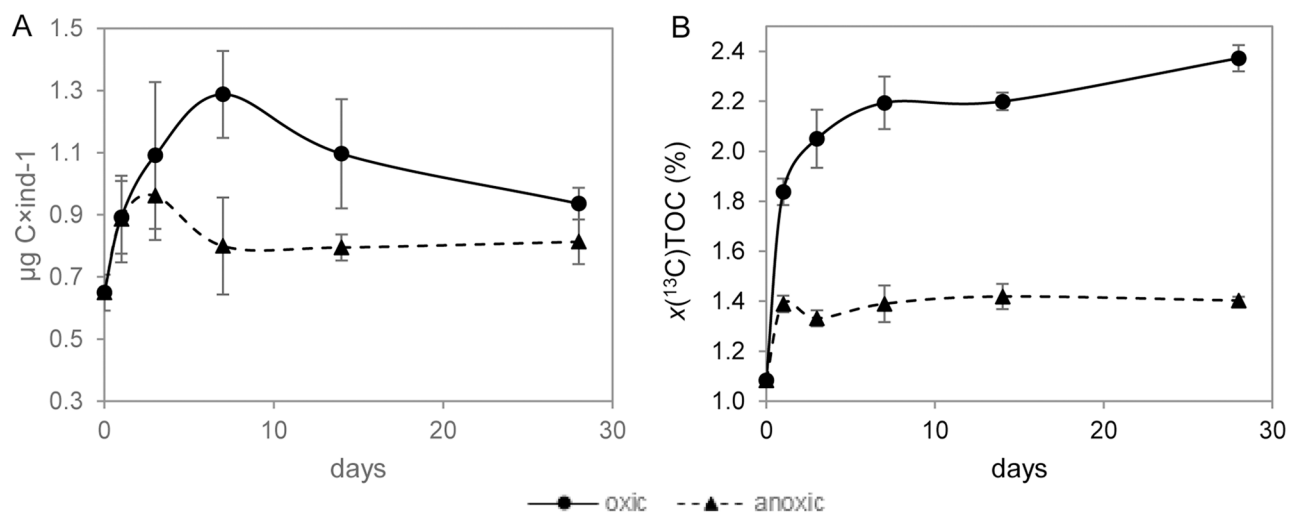 A
μg C×ind-1
1.5
1.3
1.1
0.9
0.7
0.5
0.3
0 10 20 30
days
B
x(¹³C)TOC (%)
2.4
2.2
2.0
1.8
1.6
1.4
1.2
1.0
0 10 20 30
days
oxic anoxic